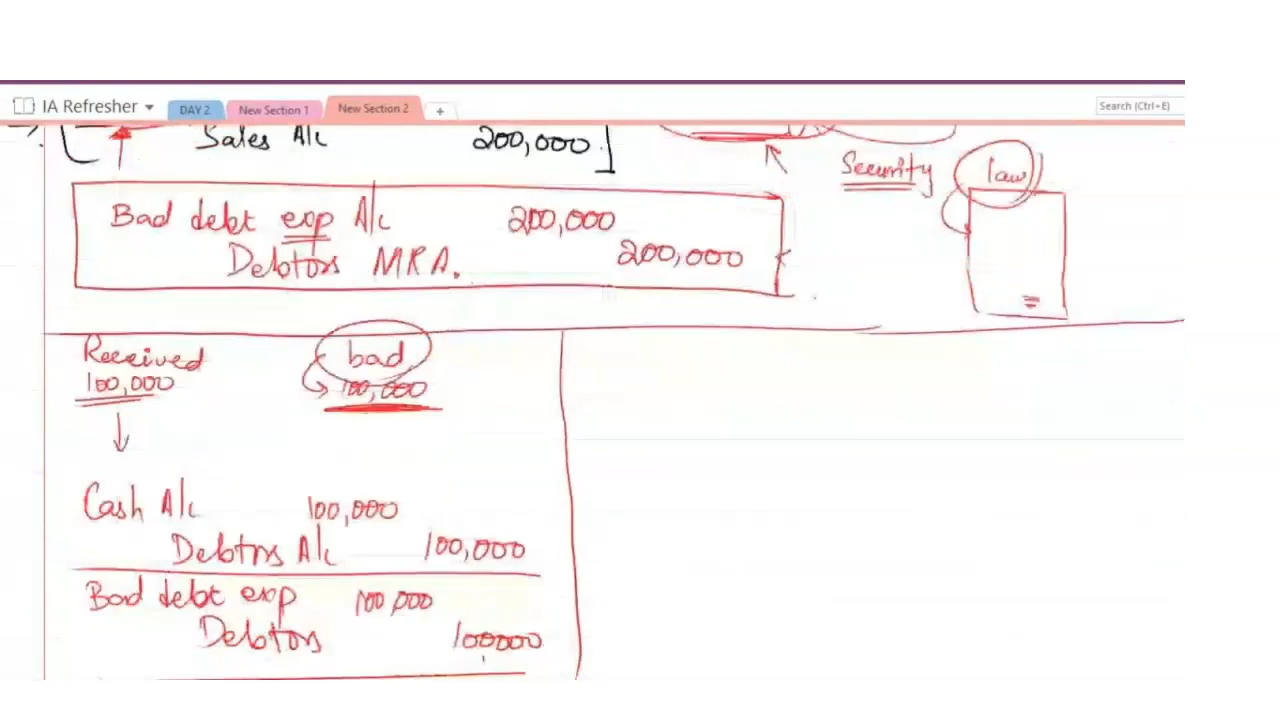 IA Refresher
DAY 2 New Section 1 New Section 2 +
Search (Ctrl+E)
Sales A/c 200,000
Security law
Bad debt exp A/c 200,000
Debtors MRA. 200,000
Received bad
100,000 100,000
Cash A/c 100,000
Debtors A/c 100,000
Bad debt exp 100,000
Debtors 100000